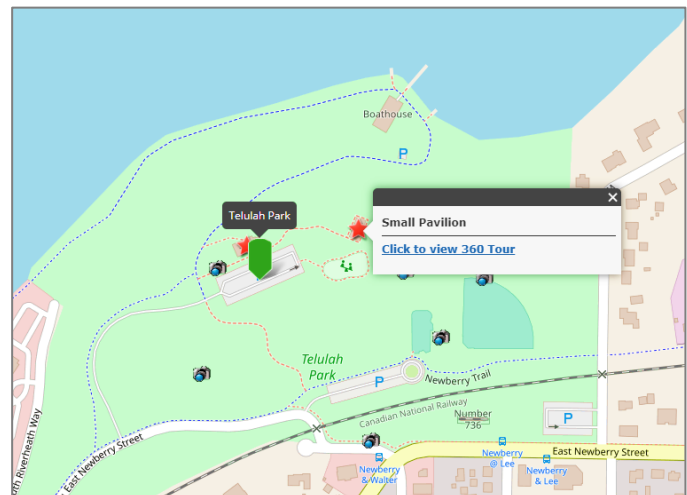 Boathouse
P
Telulah Park
×
Small Pavilion
Click to view 360 Tour
Telulah
Park
P
Newberry Trail
Canadian National Railway
Number
736
P
East Newberry Street
East Newberry Street
Newberry
& Walter
Newberry
@ Lee
Newberry
& Lee
South Riverheath Way